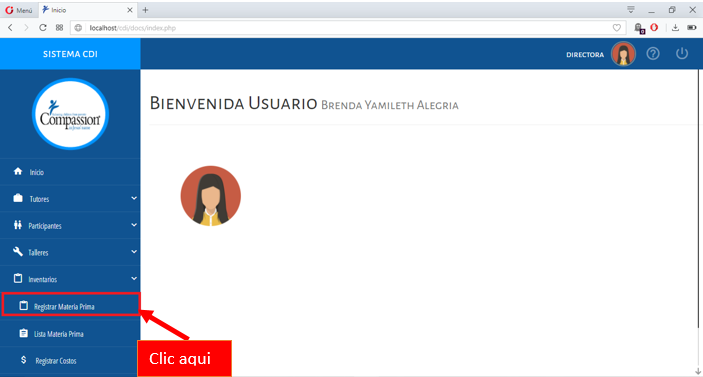 Menú
Inicio
localhost/cdi/docs/index.php
SISTEMA CDI
DIRECTORA
Compassion
BIENVENIDA USUARIO BRENDA YAMILETH ALEGRIA
Inicio
Tutores
Participantes
Talleres
Inventarios
Registrar Materia Prima
Lista Materia Prima
Registrar Costos
Clic aqui